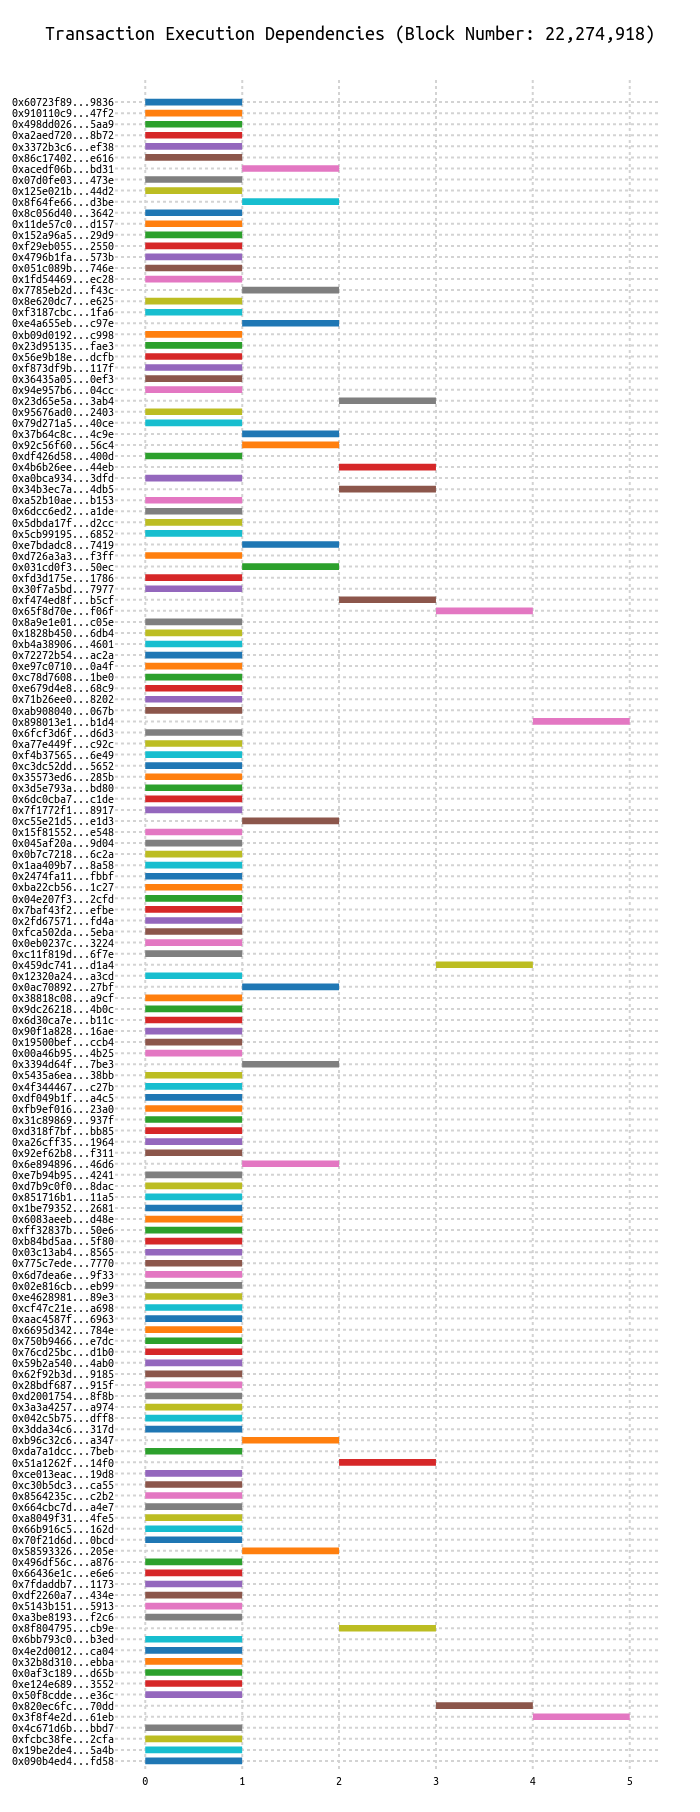 Transaction Execution Dependencies (Block Number: 22,274,918)
0x60723f89...9836
0x910110c9...47f2
0x498dd026...5aa9
0xa2aed720...8b72
0x3372b3c6...ef38
0x86c17402...e616
0xacedf06b...bd31
0x07d0fe03...473e
0x125e021b...44d2
0x8f64fe66...d3be
0x8c056d40...3642
0x11de57c0...d157
0x152a96a5...29d9
0xf29eb055...2550
0x4796b1fa...573b
0x051c089b...746e
0x1fd54469...ec28
0x7785eb2d...f43c
0x8e620dc7...e625
0xf3187cbc...1fa6
0xe4a655eb...c97e
0xb09d0192...c998
0x23d95135...fae3
0x56e9b18e...dcfb
0xf873df9b...117f
0x36435a05...0ef3
0x94e957b6...04cc
0x23d65e5a...3ab4
0x95676ad0...2403
0x79d271a5...40ce
0x37b64c8c...4c9e
0x92c56f60...56c4
0xdf426d58...400d
0x4b6b26ee...44eb
0xa0bca934...3dfd
0x34b3ec7a...4db5
0xa52b10ae...b153
0x6dcc6ed2...a1de
0x5dbda17f...d2cc
0x5cb99195...6852
0xe7bdadc8...7419
0xd726a3a3...f3ff
0x031cd0f3...50ec
0xfd3d175e...1786
0x30f7a5bd...7977
0xf474ed8f...b5cf
0x65f8d70e...f06f
0x8a9e1e01...c05e
0x1828b450...6db4
0xb4a38906...4601
0x72272b54...ac2a
0xe97c0710...0a4f
0xc78d7608...1be0
0xe679d4e8...68c9
0x71b26ee0...8202
0xab908040...067b
0x898013e1...b1d4
0x6fcf3d6f...d6d3
0xa77e449f...c92c
0xf4b37565...6e49
0xc3dc52dd...5652
0x35573ed6...285b
0x3d5e793a...bd80
0x6dc0cba7...c1de
0x7f1772f1...8917
0xc55e21d5...e1d3
0x15f81552...e548
0x045af20a...9d04
0x0b7c7218...6c2a
0x1aa409b7...8a58
0x2474fa11...fbbf
0xba22cb56...1c27
0x04e207f3...2cfd
0x7baf43f2...efbe
0x2fd67571...fd4a
0xfca502da...5eba
0x0eb0237c...3224
0xc11f819d...6f7e
0x459dc741...d1a4
0x12320a24...a3cd
0x0ac70892...27bf
0x38818c08...a9cf
0x9dc26218...4b0c
0x6d30ca7e...b11c
0x90f1a828...16ae
0x19500bef...ccb4
0x00a46b95...4b25
0x3394d64f...7be3
0x5435a6ea...38bb
0x4f344467...c27b
0xdf049b1f...a4c5
0xfb9ef016...23a0
0x31c89869...937f
0xd318f7bf...bb85
0xa26cff35...1964
0x92ef62b8...f311
0x6e894896...46d6
0xe7b94b95...4241
0xd7b9c0f0...8dac
0x851716b1...11a5
0x1be79352...2681
0x6083aeeb...d48e
0xff32837b...50e6
0xb84bd5aa...5f80
0x03c13ab4...8565
0x775c7ede...7770
0x6d7dea6e...9f33
0x02e816cb...eb99
0xe4628981...89e3
0xcf47c21e...a698
0xaac4587f...6963
0x6695d342...784e
0x750b9466...e7dc
0x76cd25bc...d1b0
0x59b2a540...4ab0
0x62f92b3d...9185
0x28bdf687...915f
0xd2001754...8f8b
0x3a3a4257...a974
0x042c5b75...dff8
0x3dda34c6...317d
0xb96c32c6...a347
0xda7a1dcc...7beb
0x51a1262f...14f0
0xce013eac...19d8
0xc30b5dc3...ca55
0x8564235c...c2b2
0x664cbc7d...a4e7
0xa8049f31...4fe5
0x66b916c5...162d
0x70f21d6d...0bcd
0x58593326...205e
0x496df56c...a876
0x66436e1c...e6e6
0x7fdaddb7...1173
0xdf2260a7...434e
0x5143b151...5913
0xa3be8193...f2c6
0x8f804795...cb9e
0x6bb793c0...b3ed
0x4e2d0012...ca04
0x32b8d310...ebba
0x0af3c189...d65b
0xe124e689...3552
0x50f8cdde...e36c
0x820ec6fc...70dd
0x3f8f4e2d...61eb
0x4c671d6b...bbd7
0xfcbc38fe...2cfa
0x19be2de4...5a4b
0x090b4ed4...fd58
0 1 2 3 4 5